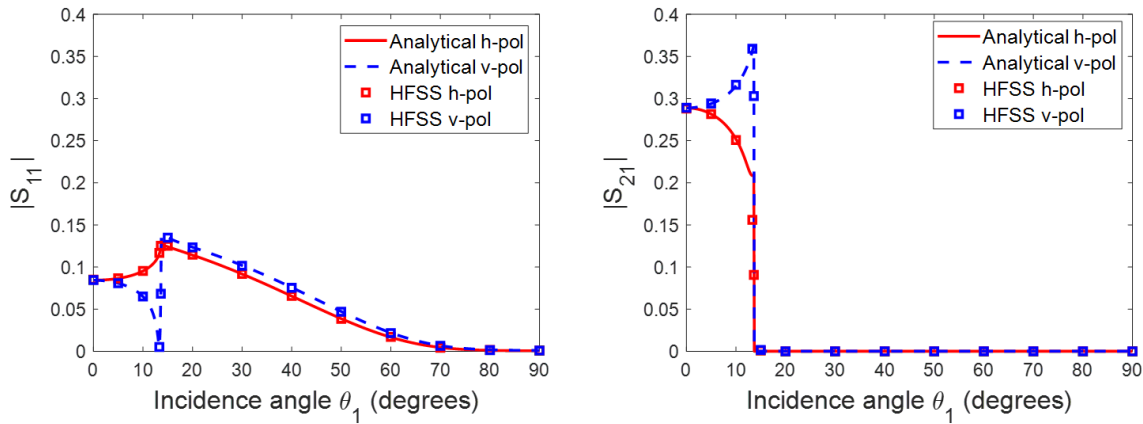 0.4
0.35
0.3
0.25
0.2
0.15
0.1
0.05
0
|S11|
Analytical h-pol
Analytical v-pol
HFSS h-pol
HFSS v-pol
0 10 20 30 40 50 60 70 80 90
Incidence angle θ1 (degrees)
0.4
0.35
0.3
0.25
0.2
0.15
0.1
0.05
0
|S21|
Analytical h-pol
Analytical v-pol
HFSS h-pol
HFSS v-pol
0 10 20 30 40 50 60 70 80 90
Incidence angle θ1 (degrees)